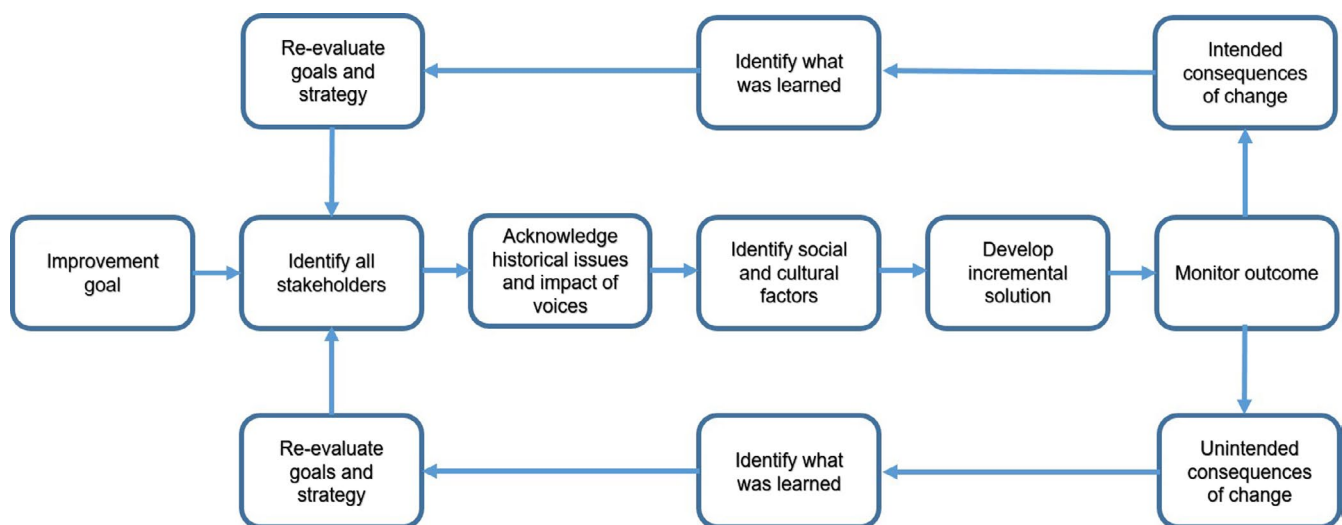 Re-evaluate
goals and
strategy
Identify what
was learned
Intended
consequences
of change
Improvement
goal
Identify all
stakeholders
Acknowledge
historical issues
and impact of
voices
Identify social
and cultural
factors
Develop
incremental
solution
Monitor outcome
Re-evaluate
goals and
strategy
Identify what
was learned
Unintended
consequences
of change